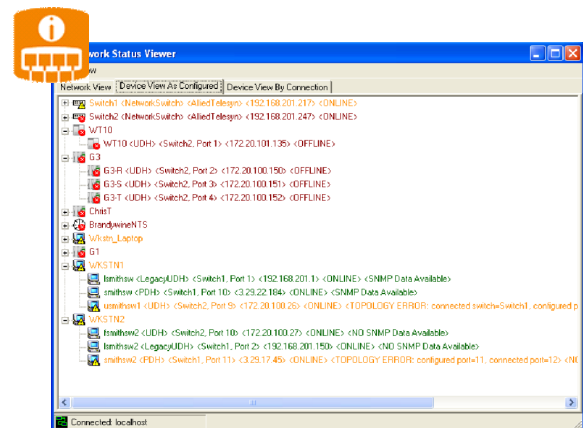 work Status Viewer
ew
Network View Device View As Configured Device View By Connection
Switch1 <NetworkSwitch> <AlliedTelesyn> <192.168.201.217> <ONLINE>
Switch2 <NetworkSwitch> <AlliedTelesyn> <192.168.201.247> <ONLINE>
WT10
WT10 <UDH> <Switch2, Port 1> <172.20.101.135> <OFFLINE>
G3
G3-R <UDH> <Switch2, Port 2> <172.20.100.150> <OFFLINE>
G3-S <UDH> <Switch2, Port 3> <172.20.100.151> <OFFLINE>
G3-T <UDH> <Switch2, Port 4> <172.20.100.152> <OFFLINE>
ChrisT
BrandywineNTS
Wkstn_Laptop
G1
WKSTN1
lsmithsw <LegacyUDH> <Switch1, Port 1> <192.168.201.1> <ONLINE> <SNMP Data Available>
smithsw <PDH> <Switch1, Port 10> <3.29.22.184> <ONLINE> <SNMP Data Available>
usmithsw1 <UDH> <Switch2, Port 9> <172.20.100.26> <ONLINE> <TOPOLOGY ERROR: connected switch=Switch1, configured p
WKSTN2
lsmithsw2 <UDH> <Switch2, Port 10> <172.20.100.27> <ONLINE> <NO SNMP Data Available>
lsmithsw2 <LegacyUDH> <Switch1, Port 2> <192.168.201.150> <ONLINE> <NO SNMP Data Available>
smithsw2 <PDH> <Switch1, Port 11> <3.29.17.45> <ONLINE> <TOPOLOGY ERROR: configured port=11, connected port=12> <N
Connected: localhost